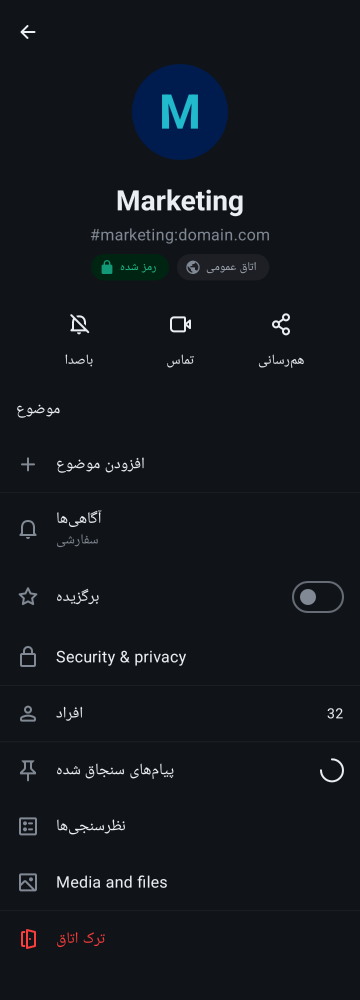 M
Marketing
#marketing:domain.com
رمز شده
اتاق عمومی
باصدا
تماس
هم‌رسانی
موضوع
افزودن موضوع
آگاهی‌ها
سفارشی
برگزیده
Security & privacy
افراد
32
پیام‌های سنجاق شده
نظرسنجی‌ها
Media and files
ترک اتاق